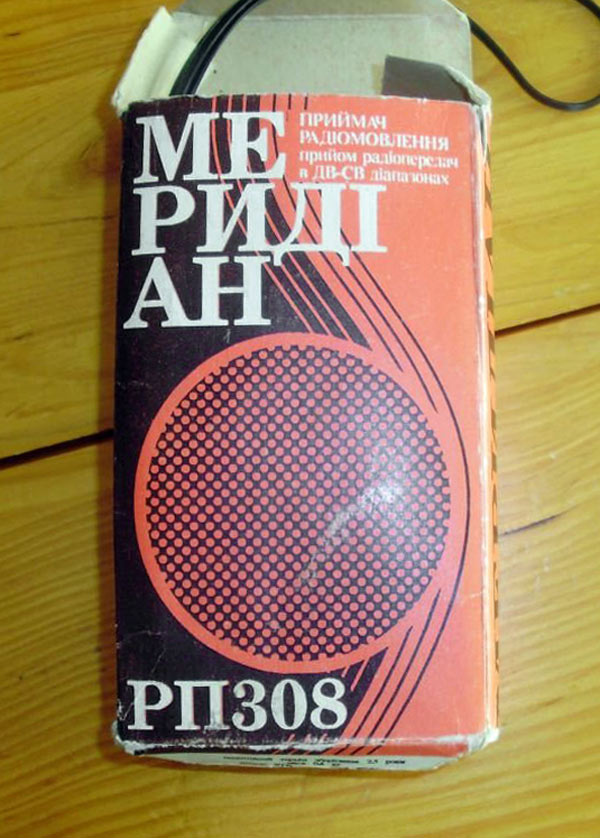 МЕ
РИДІ
АН
ПРИЙМАЧ
РАДІОМОВЛЕННЯ
прийом радіопередач
в ДВ-СВ діапазонах
РП308